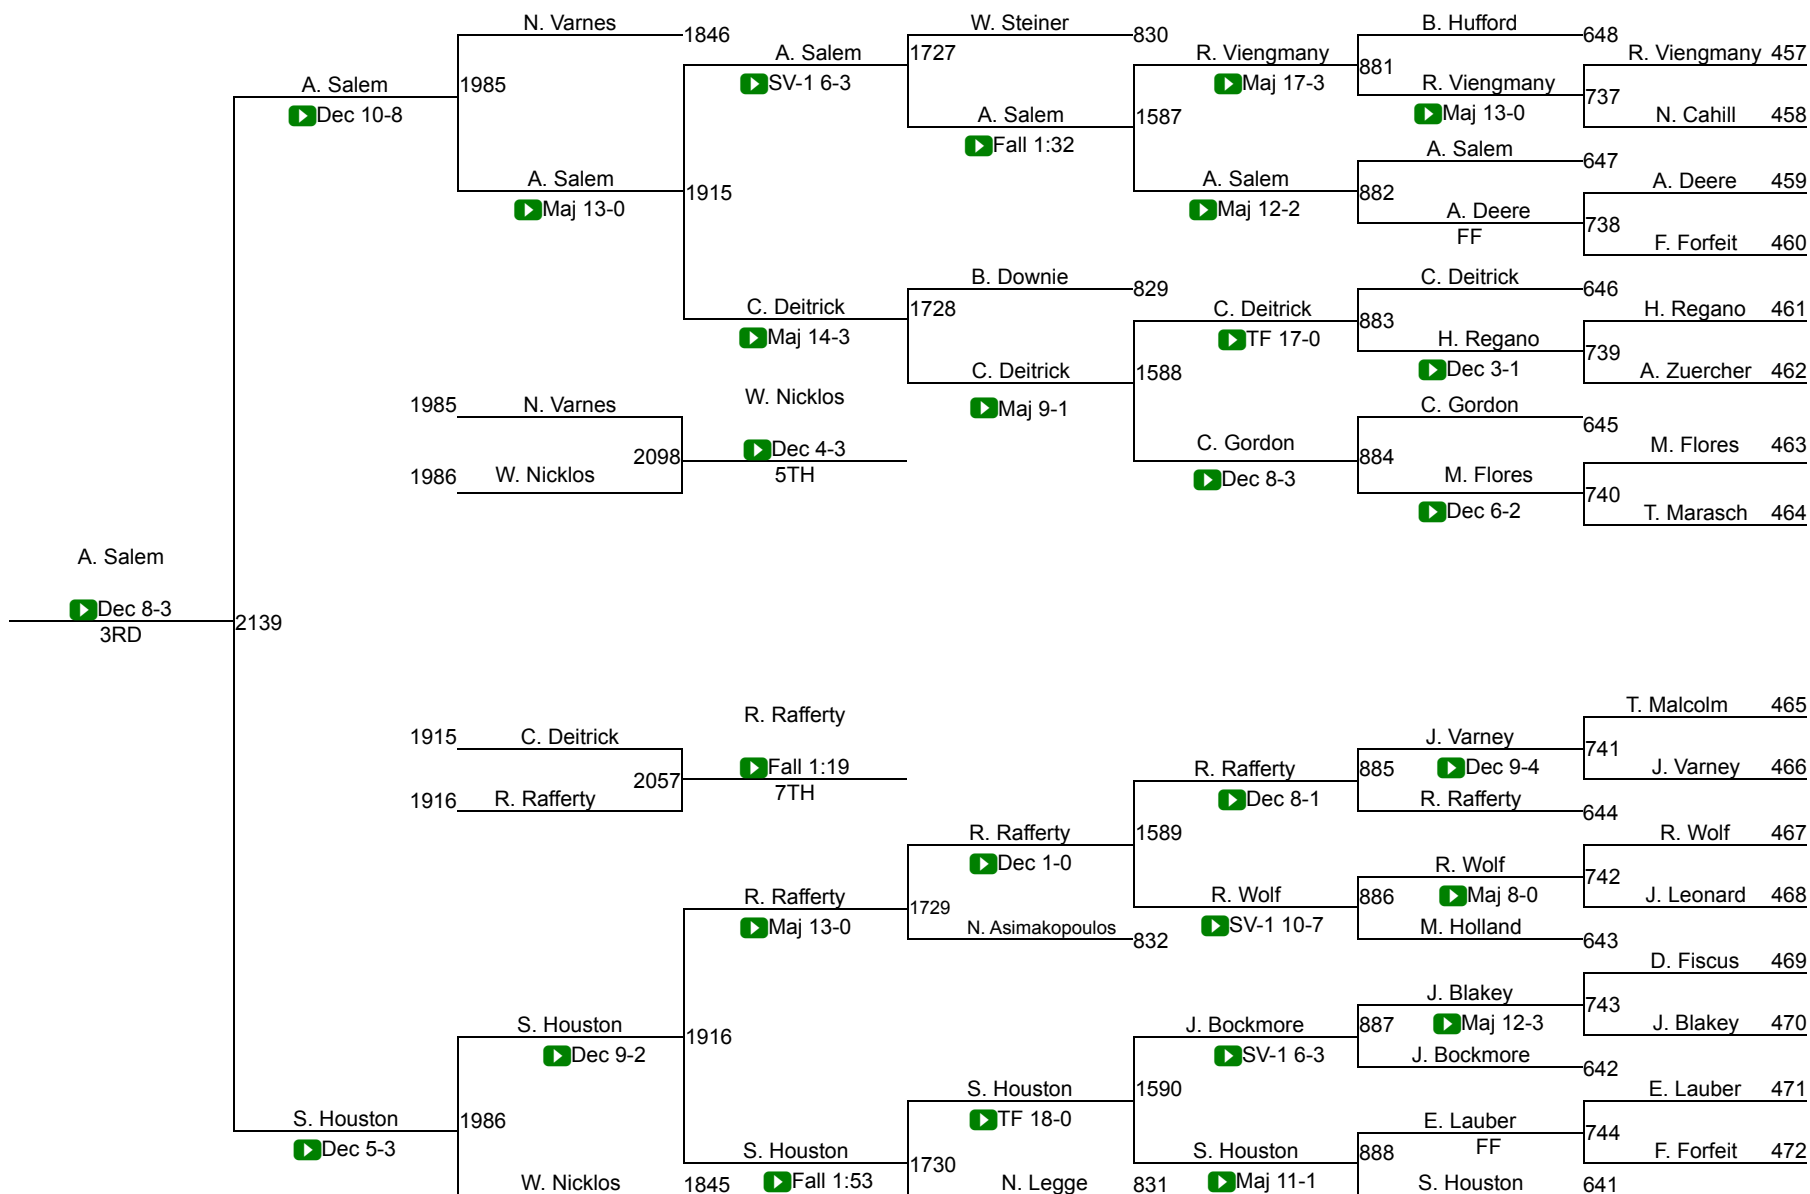 N. Varnes
W. Steiner
B. Hufford
1846
830
648
A. Salem
1727
R. Viengmany
R. Viengmany 457
881
A. Salem
1985
SV-1 6-3
Maj 17-3
R. Viengmany
737
Dec 10-8
A. Salem
1587
Maj 13-0
N. Cahill 458
Fall 1:32
A. Salem
647
A. Salem
1915
A. Salem
882
A. Deere 459
Maj 13-0
Maj 12-2
A. Deere
738
FF
F. Forfeit 460
B. Downie
829
C. Deitrick
646
C. Deitrick
1728
C. Deitrick
883
H. Regano 461
Maj 14-3
TF 17-0
H. Regano
739
C. Deitrick
1588
Dec 3-1
A. Zuercher 462
1985
N. Varnes
W. Nicklos
Maj 9-1
C. Gordon
645
2098
Dec 4-3
C. Gordon
884
M. Flores 463
1986
W. Nicklos
5TH
Dec 8-3
M. Flores
740
Dec 6-2
T. Marasch 464
A. Salem
Dec 8-3
2139
3RD
R. Rafferty
T. Malcolm 465
1915
C. Deitrick
J. Varney
741
2057
Fall 1:19
R. Rafferty
885
Dec 9-4
J. Varney 466
1916
R. Rafferty
7TH
Dec 8-1
R. Rafferty
644
R. Rafferty
1589
R. Wolf 467
Dec 1-0
R. Wolf
742
R. Rafferty
1729
R. Wolf
886
Maj 8-0
J. Leonard 468
Maj 13-0
N. Asimakopoulos
832
SV-1 10-7
M. Holland
643
D. Fiscus 469
J. Blakey
743
S. Houston
1916
J. Bockmore
887
Maj 12-3
J. Blakey 470
Dec 9-2
SV-1 6-3
J. Bockmore
642
S. Houston
1590
E. Lauber 471
S. Houston
1986
TF 18-0
E. Lauber
744
Dec 5-3
S. Houston
1730
S. Houston
888
FF
F. Forfeit 472
W. Nicklos
1845
Fall 1:53
N. Legge
831
Maj 11-1
S. Houston
641